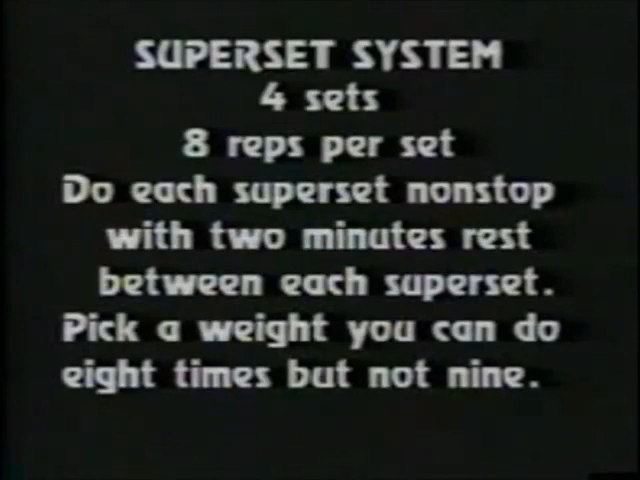 SUPERSET SYSTEM
4 sets
8 reps per set
Do each superset nonstop
with two minutes rest
between each superset.
Pick a weight you can do
eight times but not nine.